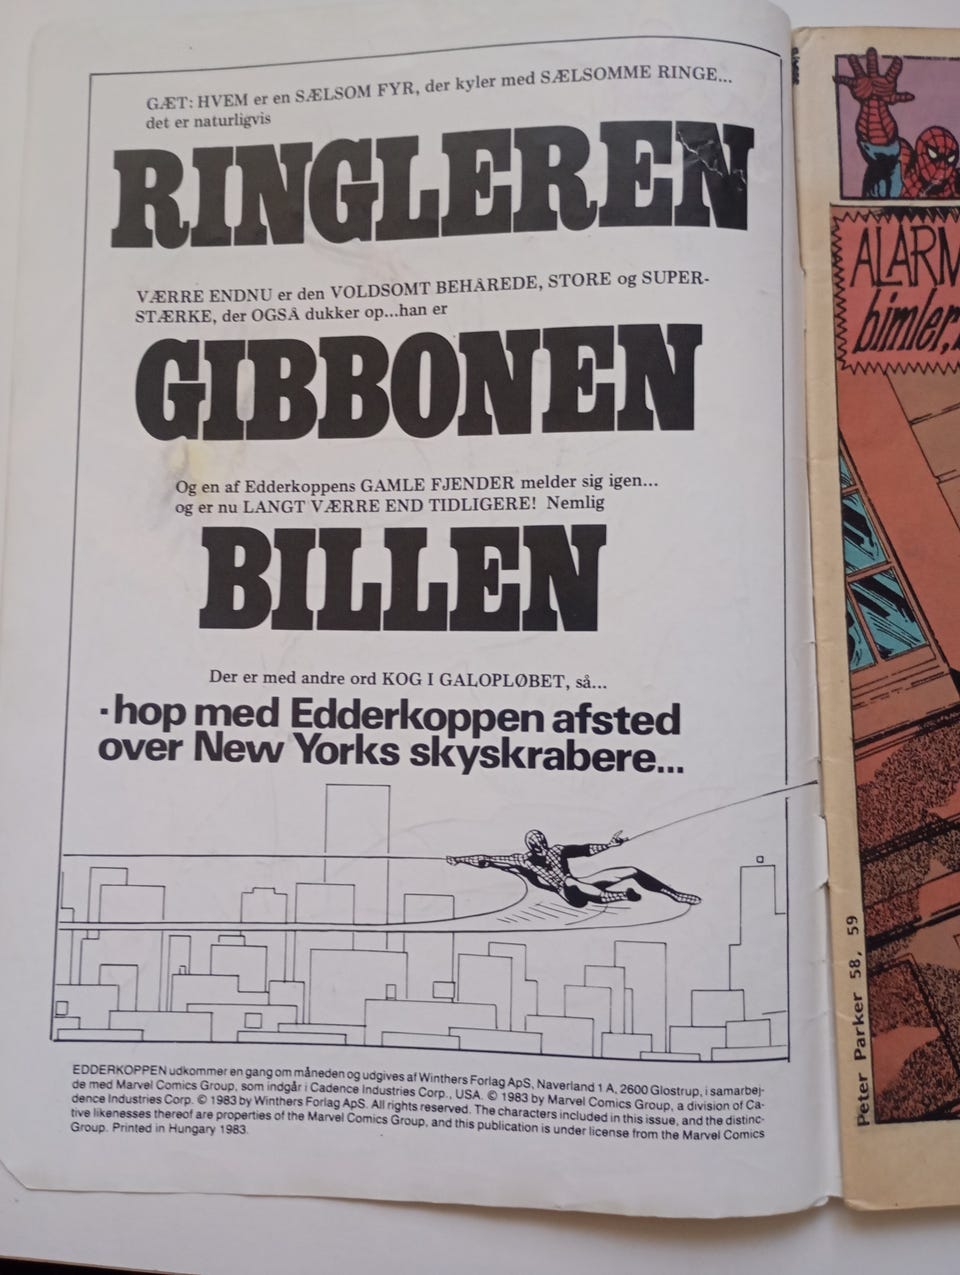 GÆT: HVEM er en SÆLSOM FYR, der kyler med SÆLSOMME RINGE...
det er naturligvis
RINGLEREN
VÆRRE ENDNU er den VOLDSOMT BEHÅREDE, STORE og SUPER-
STÆRKE, der OGSÅ dukker op...han er
GIBBONEN
Og en af Edderkoppens GAMLE FJENDER melder sig igen...
og er nu LANGT VÆRRE END TIDLIGERE! Nemlig
BILLEN
Der er med andre ord KOG I GALOPLØBET, så...
-hop med Edderkoppen afsted
over New Yorks skyskrabere...
EDDERKOPPEN udkommer en gang om måneden og udgives af Winthers Forlag ApS, Naverland 1 A, 2600 Glostrup, i samarbej-
de med Marvel Comics Group, som indgår i Cadence Industries Corp., USA. © 1983 by Marvel Comics Group, a division of Ca-
dence Industries Corp. © 1983 by Winthers Forlag ApS. All rights reserved. The characters included in this issue, and the distinc-
tive likenesses thereof are properties of the Marvel Comics Group, and this publication is under license from the Marvel Comics
Group. Printed in Hungary 1983.
ALARM
himler,
Peter Parker 58, 59